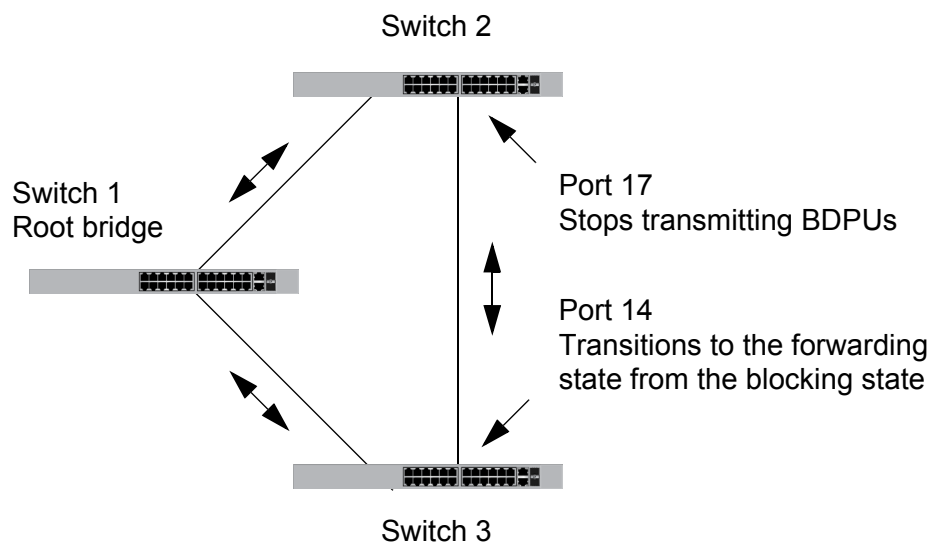 Switch 2
Switch 1
Root bridge
Port 17
Stops transmitting BDPUs
Port 14
Transitions to the forwarding
state from the blocking state
Switch 3